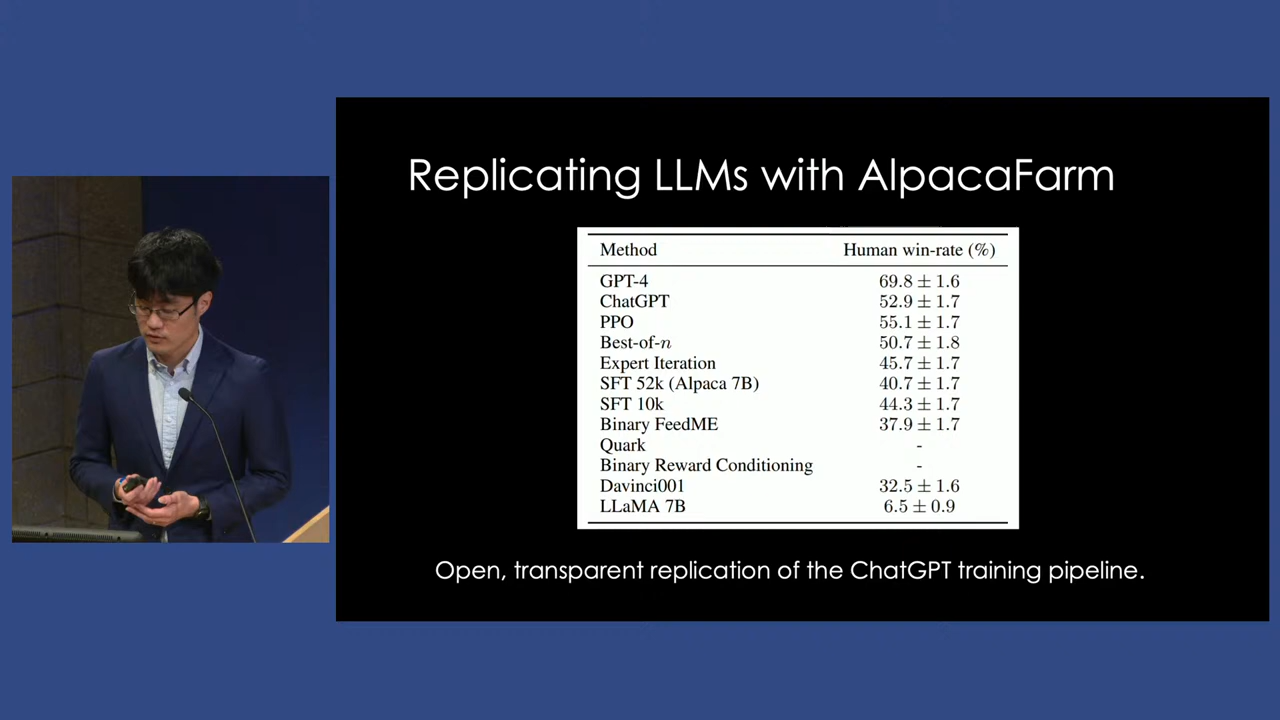 Replicating LLMs with AlpacaFarm
Method Human win-rate (%)
GPT-4 69.8 ± 1.6
ChatGPT 52.9 ± 1.7
PPO 55.1 ± 1.7
Best-of-n 50.7 ± 1.8
Expert Iteration 45.7 ± 1.7
SFT 52k (Alpaca 7B) 40.7 ± 1.7
SFT 10k 44.3 ± 1.7
Binary FeedME 37.9 ± 1.7
Quark -
Binary Reward Conditioning -
Davinci001 32.5 ± 1.6
LLaMA 7B 6.5 ± 0.9
Open, transparent replication of the ChatGPT training pipeline.